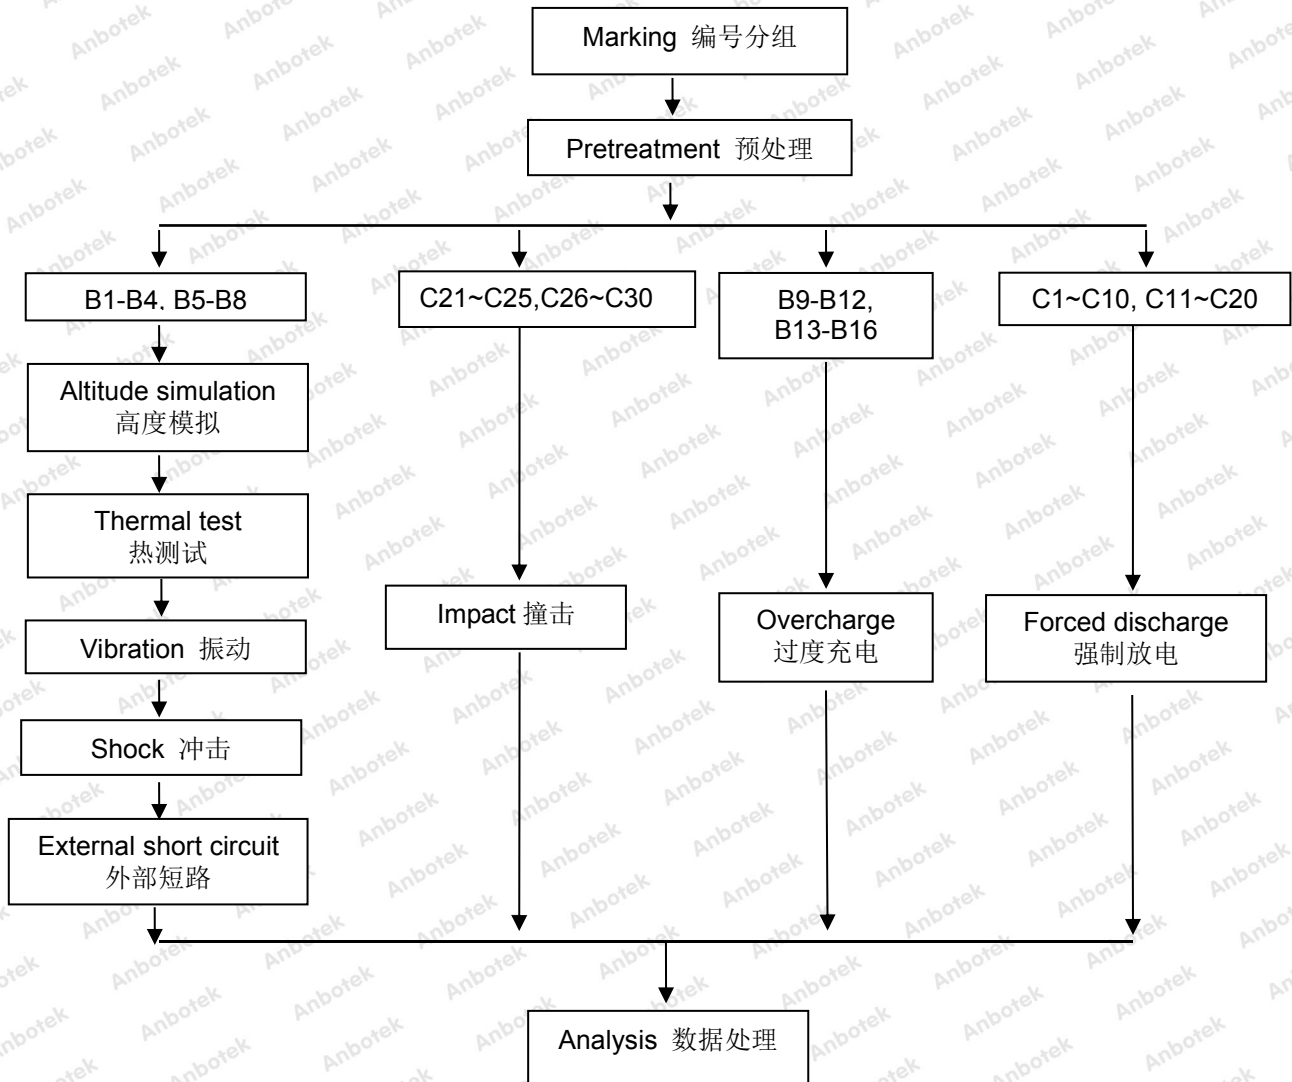 Marking 编号分组
Pretreatment 预处理
B1-B4, B5-B8
C21~C25,C26~C30
B9-B12,
B13-B16
C1~C10, C11~C20
Altitude simulation
高度模拟
Thermal test
热测试
Vibration 振动
Shock 冲击
External short circuit
外部短路
Impact 撞击
Overcharge
过度充电
Forced discharge
强制放电
Analysis 数据处理
Anbotek